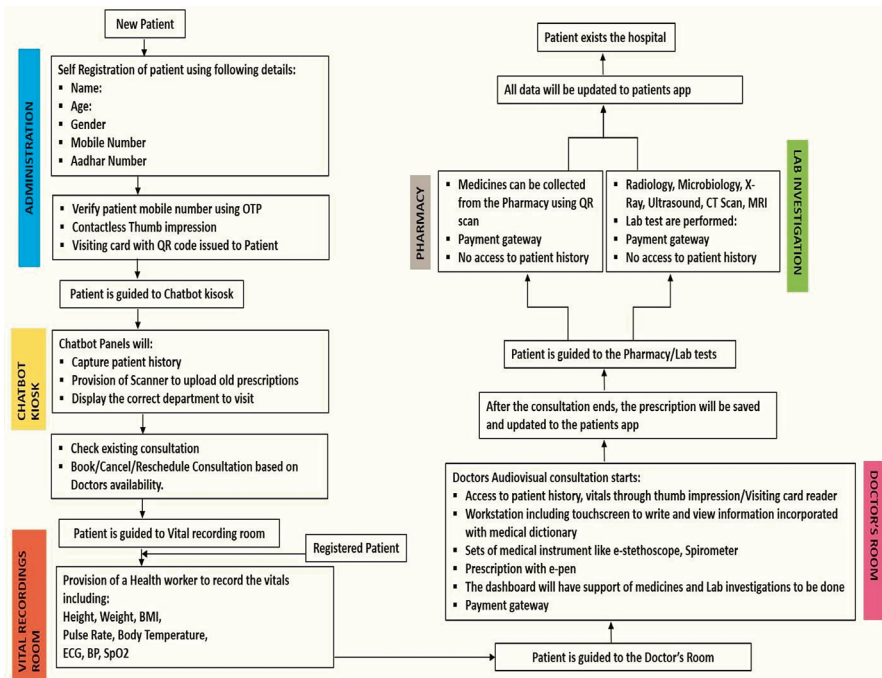 New Patient
ADMINISTRATION
Self Registration of patient using following details:
▪ Name:
▪ Age:
▪ Gender
▪ Mobile Number
▪ Aadhar Number
▪ Verify patient mobile number using OTP
▪ Contactless Thumb impression
▪ Visiting card with QR code issued to Patient
Patient is guided to Chatbot kisosk
CHATBOT
KIOSK
Chatbot Panels will:
▪ Capture patient history
▪ Provision of Scanner to upload old prescriptions
▪ Display the correct department to visit
▪ Check existing consultation
▪ Book/Cancel/Reschedule Consultation based on
Doctors availability.
Patient is guided to Vital recording room
Registered Patient
VITAL RECORDINGS
ROOM
Provision of a Health worker to record the vitals
including:
Height, Weight, BMI,
Pulse Rate, Body Temperature,
ECG, BP, SpO2
Patient is guided to the Doctor's Room
DOCTOR'S ROOM
Doctors Audiovisual consultation starts:
▪ Access to patient history, vitals through thumb impression/Visiting card reader
▪ Workstation including touchscreen to write and view information incorporated
with medical dictionary
▪ Sets of medical instrument like e-stethoscope, Spirometer
▪ Prescription with e-pen
▪ The dashboard will have support of medicines and Lab investigations to be done
▪ Payment gateway
After the consultation ends, the prescription will be saved
and updated to the patients app
Patient is guided to the Pharmacy/Lab tests
PHARMACY
▪ Medicines can be collected
from the Pharmacy using QR
scan
▪ Payment gateway
▪ No access to patient history
LAB INVESTIGATION
▪ Radiology, Microbiology, X-
Ray, Ultrasound, CT Scan, MRI
▪ Lab test are performed:
▪ Payment gateway
▪ No access to patient history
All data will be updated to patients app
Patient exists the hospital